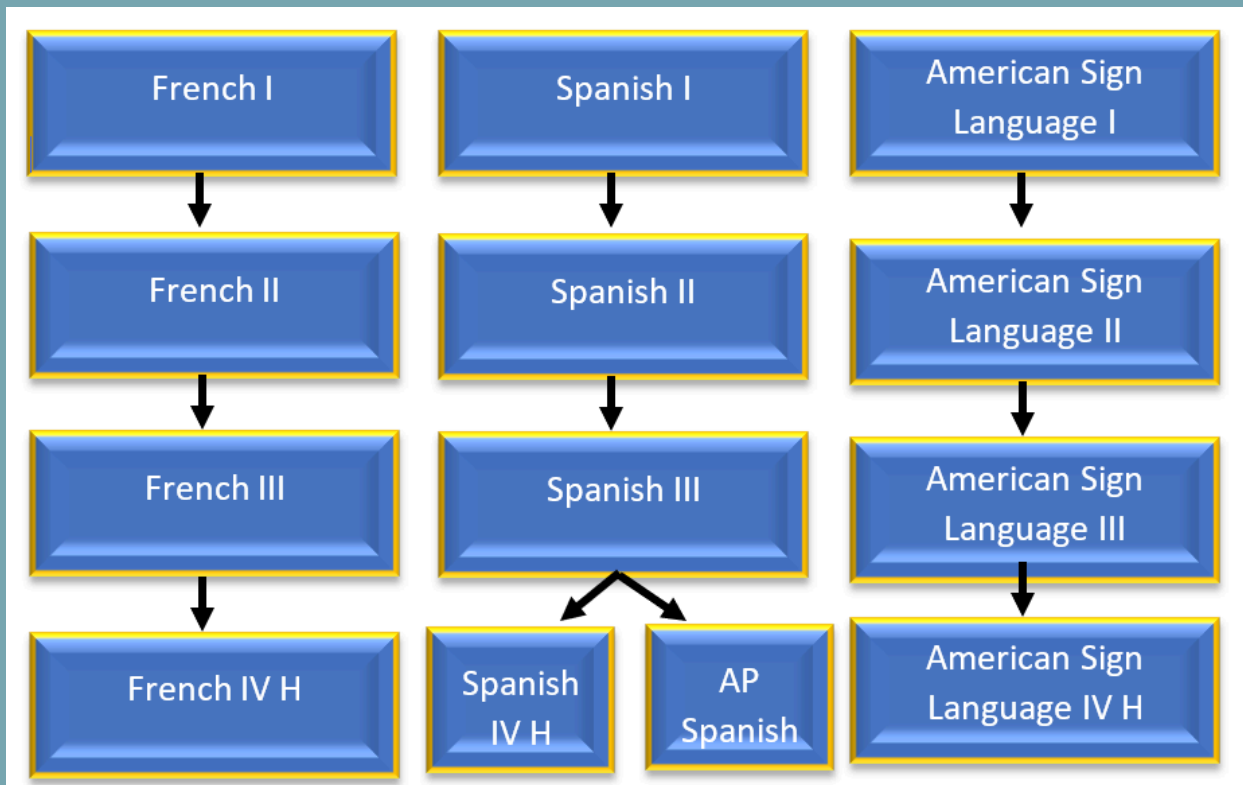 French I
Spanish I
American Sign
Language I
French II
Spanish II
American Sign
Language II
French III
Spanish III
American Sign
Language III
French IV H
Spanish
IV H
AP
Spanish
American Sign
Language IV H